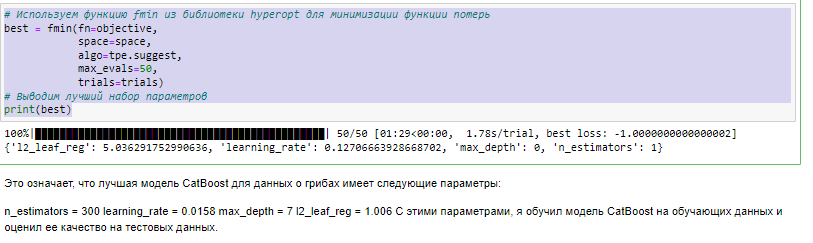 # Используем функцию fmin из библиотеки hyperopt для минимизации функции потерь
best = fmin(fn=objective,
space=space,
algo=tpe.suggest,
max_evals=50,
trials=trials)
# Выводим лучший набор параметров
print(best)
100%| | 50/50 [01:29<00:00, 1.78s/trial, best loss: -1.0000000000000002]
{'l2_leaf_reg': 5.036291752990636, 'learning_rate': 0.12706663928668702, 'max_depth': 0, 'n_estimators': 1}
Это означает, что лучшая модель CatBoost для данных о грибах имеет следующие параметры:
n_estimators = 300 learning_rate = 0.0158 max_depth = 7 l2_leaf_reg = 1.006 С этими параметрами, я обучил модель CatBoost на обучающих данных и
оценил ее качество на тестовых данных.